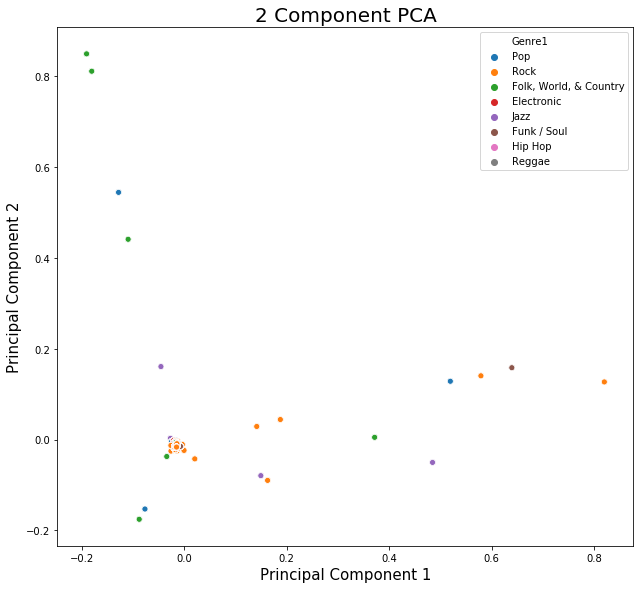 2 Component PCA
Genre1
Pop
Rock
Folk, World, & Country
Electronic
Jazz
Funk / Soul
Hip Hop
Reggae
Principal Component 2
0.8
0.6
0.4
0.2
0.0
−0.2
−0.2
0.0
0.2
0.4
0.6
0.8
Principal Component 1